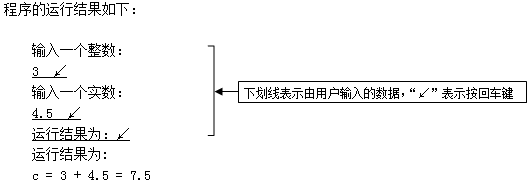 程序的运行结果如下:
输入一个整数:
3 ↙
输入一个实数:
4.5 ↙
下划线表示由用户输入的数据,“↙”表示按回车键
运行结果为:↙
运行结果为:
c = 3 + 4.5 = 7.5